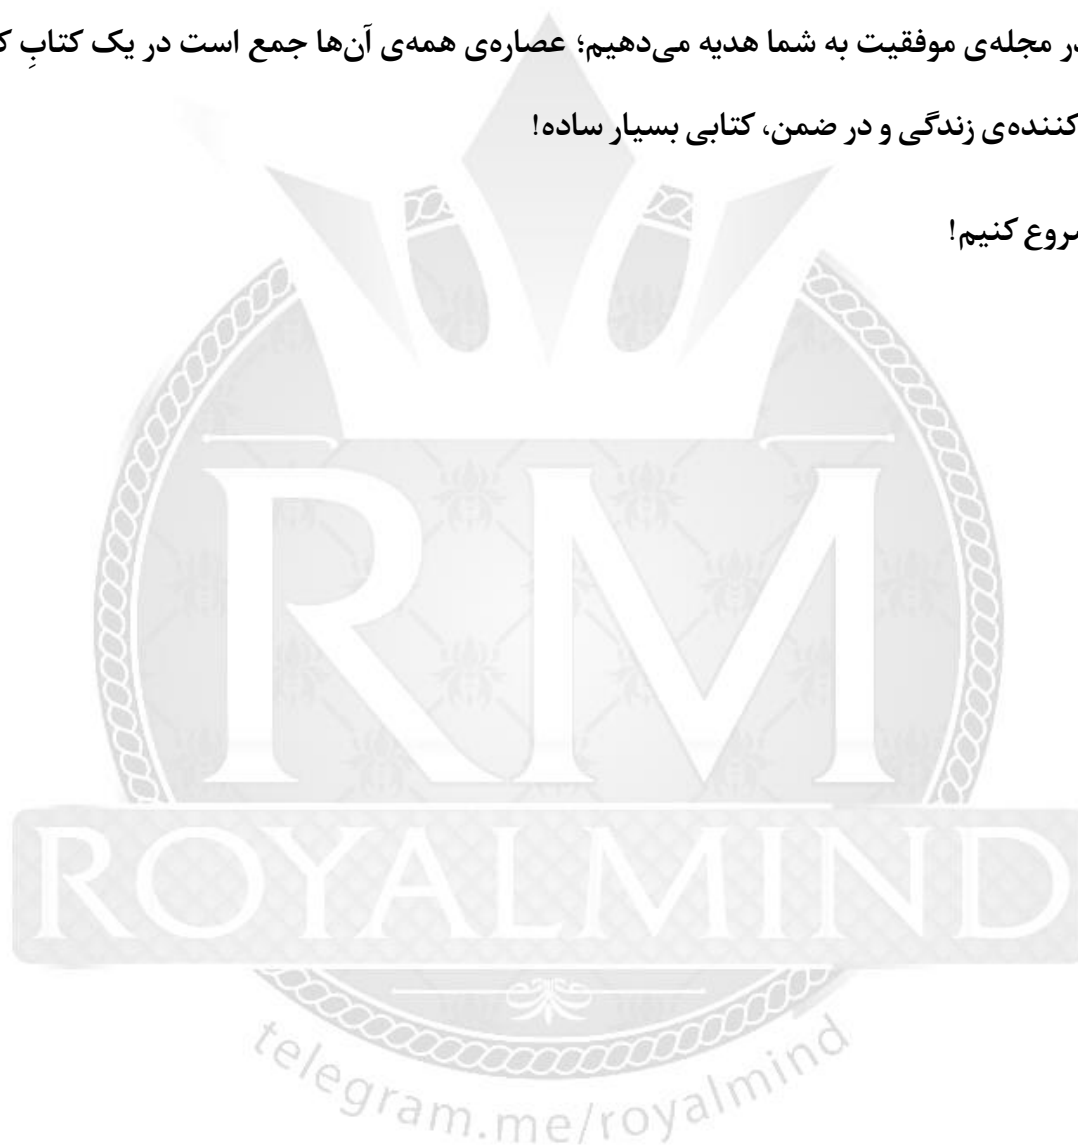 در مجله‌ی موفقیت به شما هدیه می‌دهیم؛ عصاره‌ی همه‌ی آن‌ها جمع است در یک کتابِ
کننده‌ی زندگی و در ضمن، کتابی بسیار ساده!
کنیم!
RM
ROYALMIND
telegram.me/royalmind